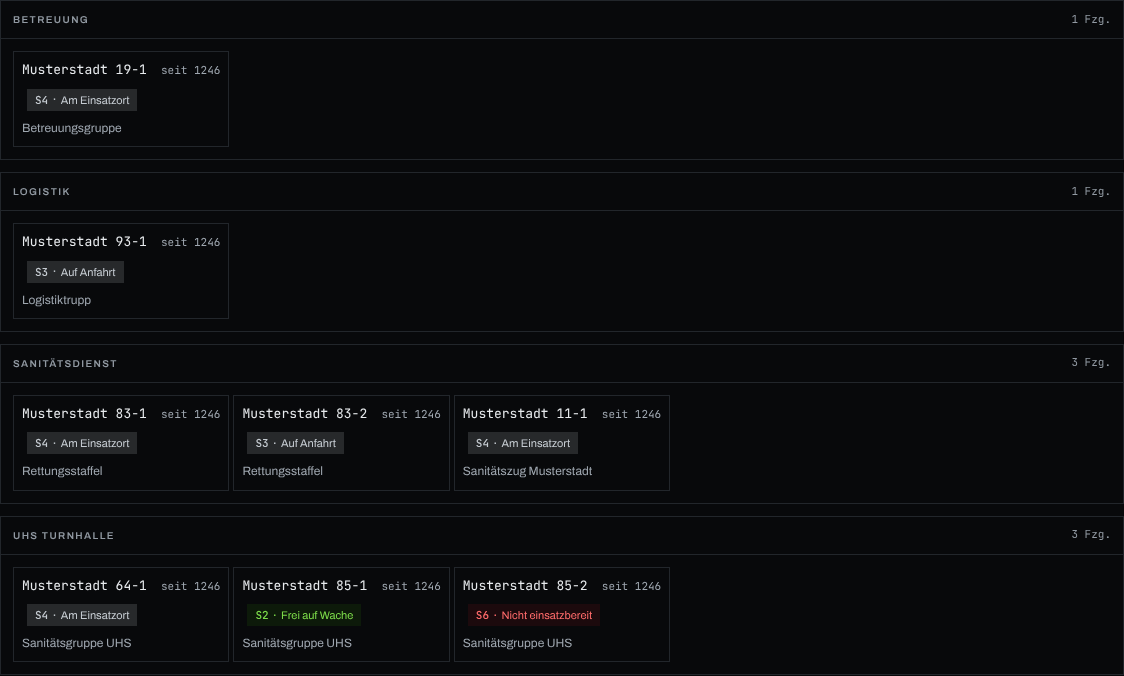 BETREUUNG 1 Fzg.
Musterstadt 19-1 seit 1246
S4 · Am Einsatzort
Betreuungsgruppe
LOGISTIK 1 Fzg.
Musterstadt 93-1 seit 1246
S3 · Auf Anfahrt
Logistiktrupp
SANITÄTSDIENST 3 Fzg.
Musterstadt 83-1 seit 1246
S4 · Am Einsatzort
Rettungsstaffel
Musterstadt 83-2 seit 1246
S3 · Auf Anfahrt
Rettungsstaffel
Musterstadt 11-1 seit 1246
S4 · Am Einsatzort
Sanitätszug Musterstadt
UHS TURNHALLE 3 Fzg.
Musterstadt 64-1 seit 1246
S4 · Am Einsatzort
Sanitätsgruppe UHS
Musterstadt 85-1 seit 1246
S2 · Frei auf Wache
Sanitätsgruppe UHS
Musterstadt 85-2 seit 1246
S6 · Nicht einsatzbereit
Sanitätsgruppe UHS